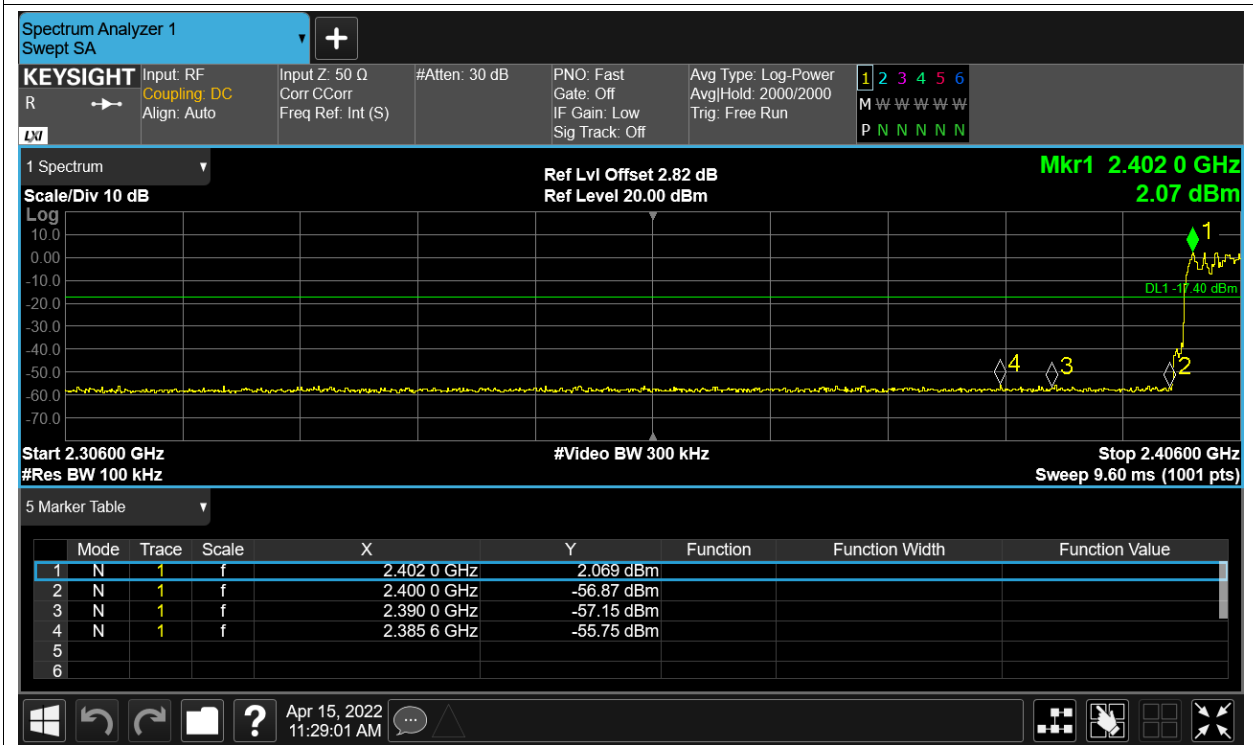 Spectrum Analyzer 1
Swept SA
+
KEYSIGHT Input: RF Input Z: 50 Ω #Atten: 30 dB PNO: Fast Avg Type: Log-Power 1 2 3 4 5 6
R Coupling: DC Corr CCorr Gate: Off Avg|Hold: 2000/2000 M W W W W W
Align: Auto Freq Ref: Int (S) IF Gain: Low Trig: Free Run
LXI Sig Track: Off P N N N N N
1 Spectrum Ref Lvl Offset 2.82 dB Mkr1 2.402 0 GHz
Scale/Div 10 dB Ref Level 20.00 dBm 2.07 dBm
Log
10.0 1
0.00
-10.0
DL1 -17.40 dBm
-20.0
-30.0
-40.0
-50.0 4 3 2
-60.0
-70.0
Start 2.30600 GHz #Video BW 300 kHz Stop 2.40600 GHz
#Res BW 100 kHz Sweep 9.60 ms (1001 pts)
5 Marker Table
Mode Trace Scale X Y Function Function Width Function Value
1 N 1 f 2.402 0 GHz 2.069 dBm
2 N 1 f 2.400 0 GHz -56.87 dBm
3 N 1 f 2.390 0 GHz -57.15 dBm
4 N 1 f 2.385 6 GHz -55.75 dBm
5
6
? Apr 15, 2022
11:29:01 AM